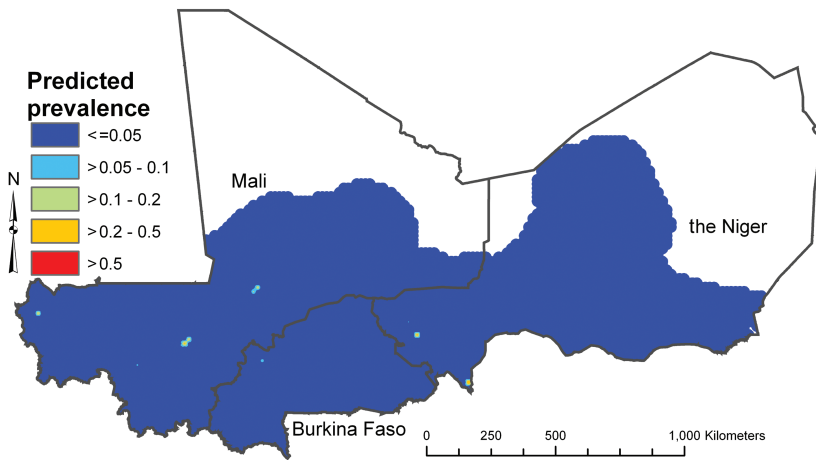 Predicted
prevalence
<=0.05
>0.05 - 0.1
>0.1 - 0.2
>0.2 - 0.5
>0.5
N
Mali
the Niger
Burkina Faso
0 250 500 1,000 Kilometers